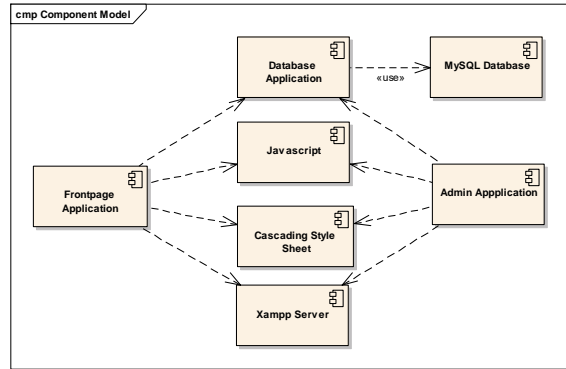 cmp Component Model
Database
Application
MySQL Database
«use»
Javascript
Frontpage
Application
Admin Appplication
Cascading Style
Sheet
Xampp Server